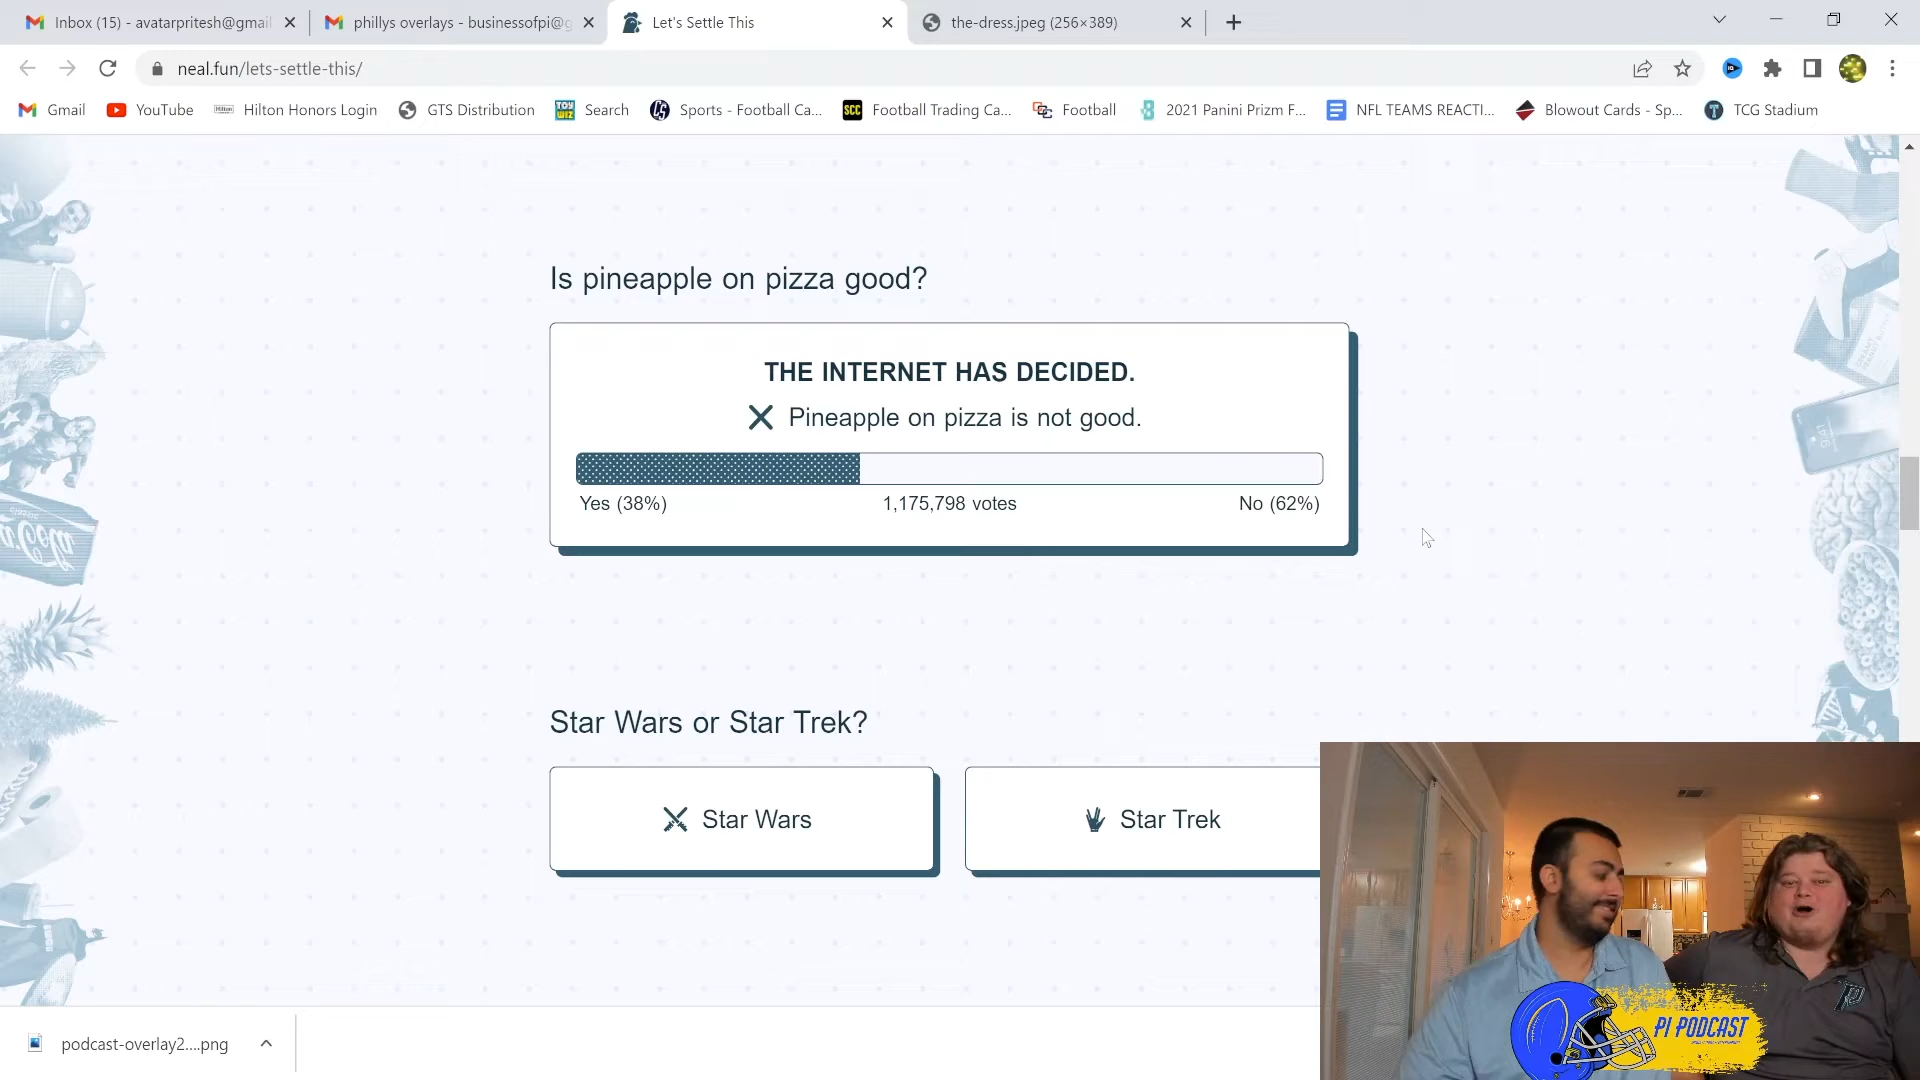 Inbox (15) - avatarpritesh@gmail
phillys overlays - businessofpi@g
Let's Settle This
the-dress.jpeg (256×389)
neal.fun/lets-settle-this/
Gmail
YouTube
Hilton Honors Login
GTS Distribution
Search
Sports - Football Ca...
Football Trading Ca...
Football
2021 Panini Prizm F...
NFL TEAMS REACTI...
Blowout Cards - Sp...
TCG Stadium
Is pineapple on pizza good?
THE INTERNET HAS DECIDED.
Pineapple on pizza is not good.
Yes (38%)
1,175,798 votes
No (62%)
Star Wars or Star Trek?
Star Wars
Star Trek
PI PODCAST
podcast-overlay2....png